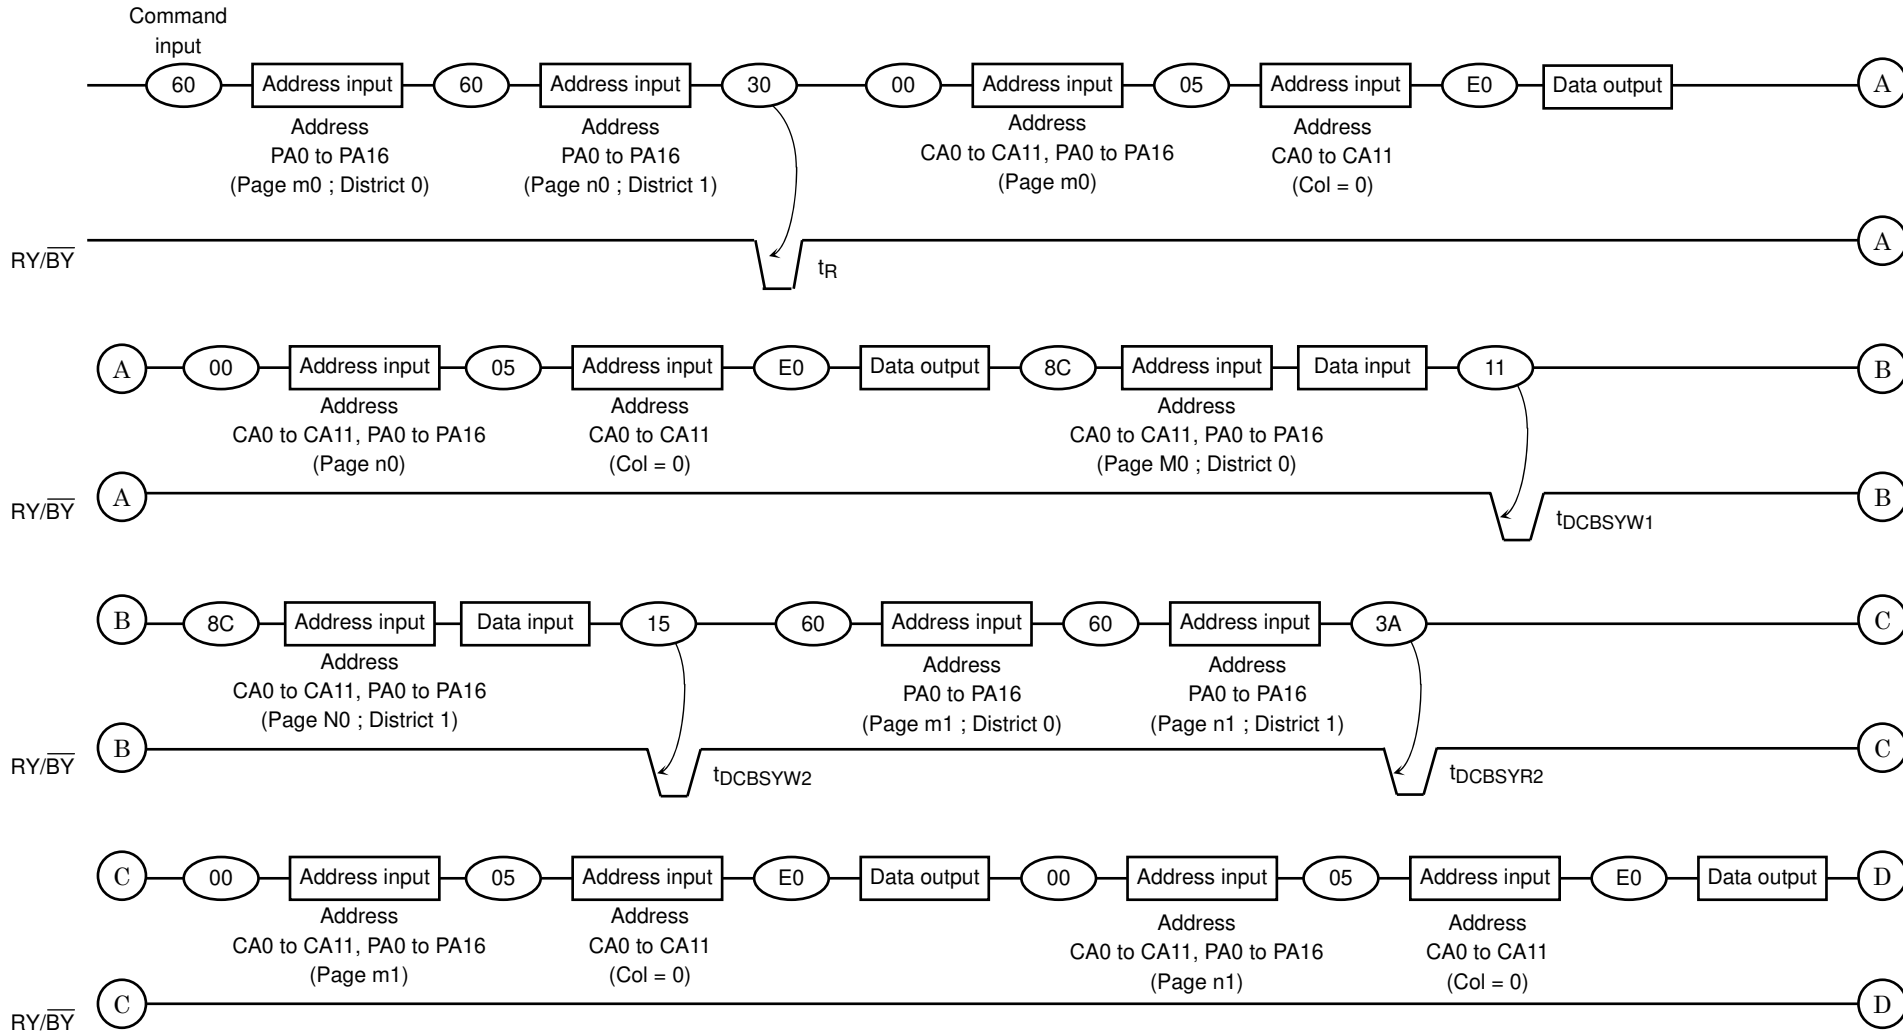 Command
input
60 Address input 60 Address input 30 00 Address input 05 Address input E0 Data output A
Address
PA0 to PA16
(Page m0 ; District 0)
Address
PA0 to PA16
(Page n0 ; District 1)
Address
CA0 to CA11, PA0 to PA16
(Page m0)
Address
CA0 to CA11
(Col = 0)
RY/BY tR A
A 00 Address input 05 Address input E0 Data output 8C Address input Data input 11 B
Address
CA0 to CA11, PA0 to PA16
(Page n0)
Address
CA0 to CA11
(Col = 0)
Address
CA0 to CA11, PA0 to PA16
(Page M0 ; District 0)
RY/BY A tDCBSYW1 B
B 8C Address input Data input 15 60 Address input 60 Address input 3A C
Address
CA0 to CA11, PA0 to PA16
(Page N0 ; District 1)
Address
PA0 to PA16
(Page m1 ; District 0)
Address
PA0 to PA16
(Page n1 ; District 1)
RY/BY B tDCBSYW2 tDCBSYR2 C
C 00 Address input 05 Address input E0 Data output 00 Address input 05 Address input E0 Data output D
Address
CA0 to CA11, PA0 to PA16
(Page m1)
Address
CA0 to CA11
(Col = 0)
Address
CA0 to CA11, PA0 to PA16
(Page n1)
Address
CA0 to CA11
(Col = 0)
RY/BY C D